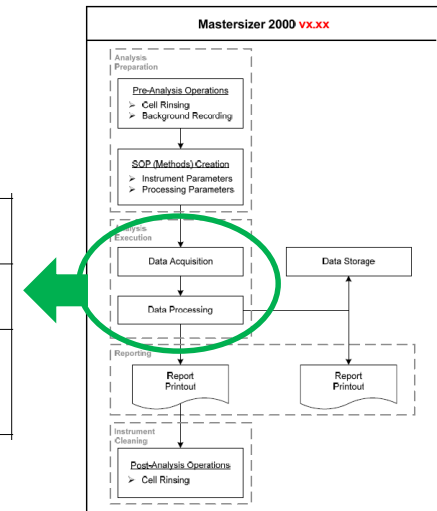 Mastersizer 2000 vx.xx
Analysis
Preparation
Pre-Analysis Operations
➢ Cell Rinsing
➢ Background Recording
SOP (Methods) Creation
➢ Instrument Parameters
➢ Processing Parameters
Analysis
Execution
Data Acquisition
Data Storage
Data Processing
Reporting
Report
Printout
Report
Printout
Instrument
Cleaning
Post-Analysis Operations
➢ Cell Rinsing